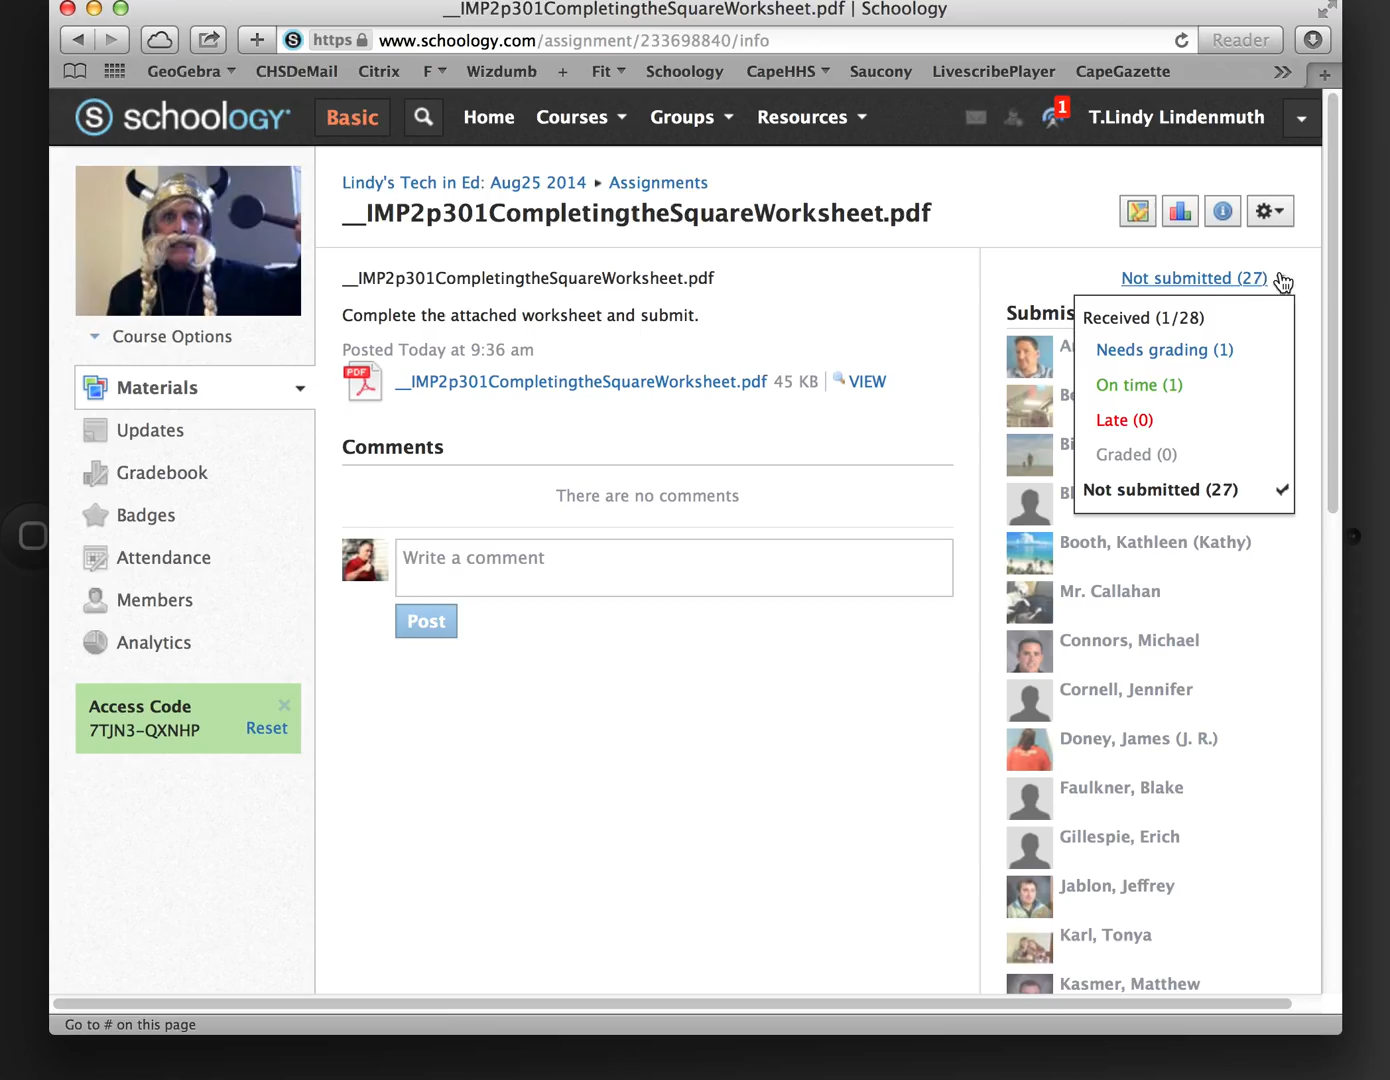 __IMP2p301CompletingtheSquareWorksheet.pdf | Schoology
https www.schoology.com/assignment/233698840/info
Reader
GeoGebra CHSDeMail Citrix F Wizdumb + Fit Schoology CapeHHS Saucony LivescribePlayer CapeGazette
S schoology Basic Home Courses Groups Resources 1 T.Lindy Lindenmuth
Lindy's Tech in Ed: Aug25 2014 ▸ Assignments
__IMP2p301CompletingtheSquareWorksheet.pdf
Course Options
Materials
Updates
Gradebook
Badges
Attendance
Members
Analytics
Access Code
7TJN3-QXNHP Reset
__IMP2p301CompletingtheSquareWorksheet.pdf
Complete the attached worksheet and submit.
Posted Today at 9:36 am
PDF __IMP2p301CompletingtheSquareWorksheet.pdf 45 KB VIEW
Comments
There are no comments
Write a comment
Post
Not submitted (27)
Submis
Received (1/28)
Needs grading (1)
On time (1)
Late (0)
Graded (0)
Not submitted (27)
Booth, Kathleen (Kathy)
Mr. Callahan
Connors, Michael
Cornell, Jennifer
Doney, James (J. R.)
Faulkner, Blake
Gillespie, Erich
Jablon, Jeffrey
Karl, Tonya
Kasmer, Matthew
Go to # on this page